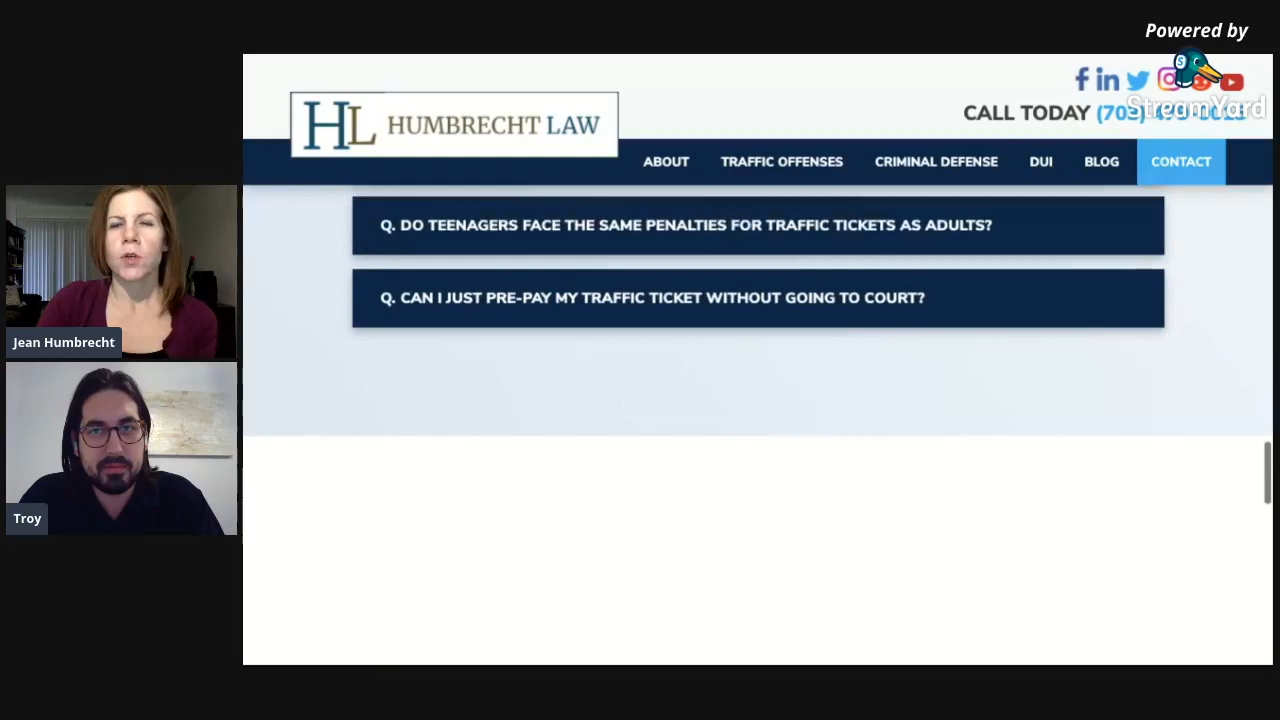 Powered by
StreamYard
HL HUMBRECHT LAW
CALL TODAY
ABOUT
TRAFFIC OFFENSES
CRIMINAL DEFENSE
DUI
BLOG
CONTACT
Q. DO TEENAGERS FACE THE SAME PENALTIES FOR TRAFFIC TICKETS AS ADULTS?
Q. CAN I JUST PRE-PAY MY TRAFFIC TICKET WITHOUT GOING TO COURT?
Jean Humbrecht
Troy